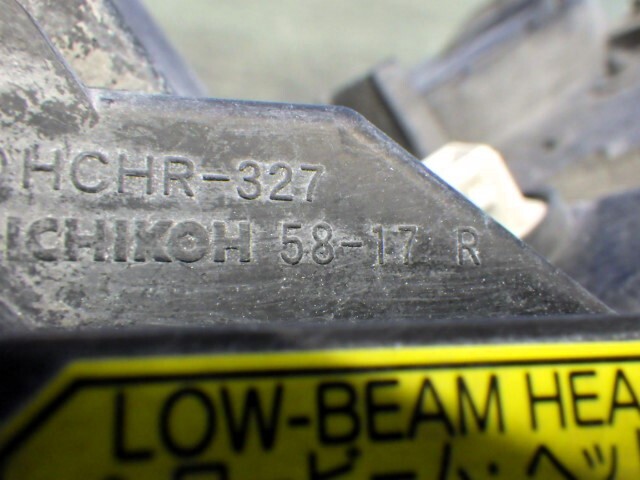 HCHR-327
ICHIKOH 58-17 R
LOW-BEAM HEA